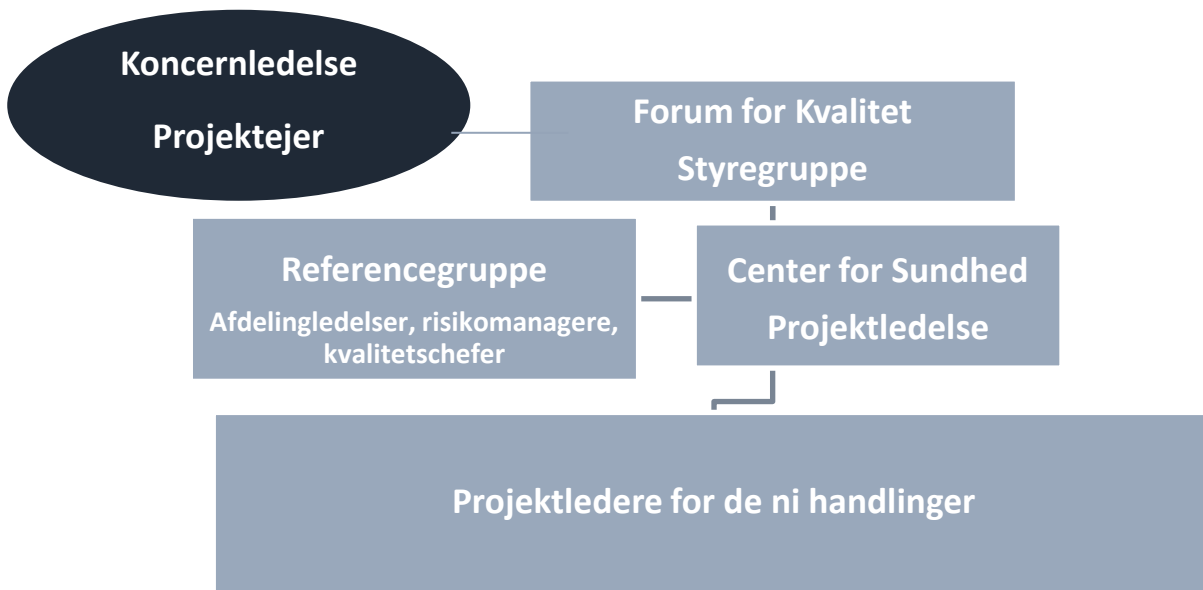 Koncernledelse
Projektejer
Forum for Kvalitet
Styregruppe
Referencegruppe
Afdelingledelser, risikomanagere,
kvalitetschefer
Center for Sundhed
Projektledelse
Projektledere for de ni handlinger